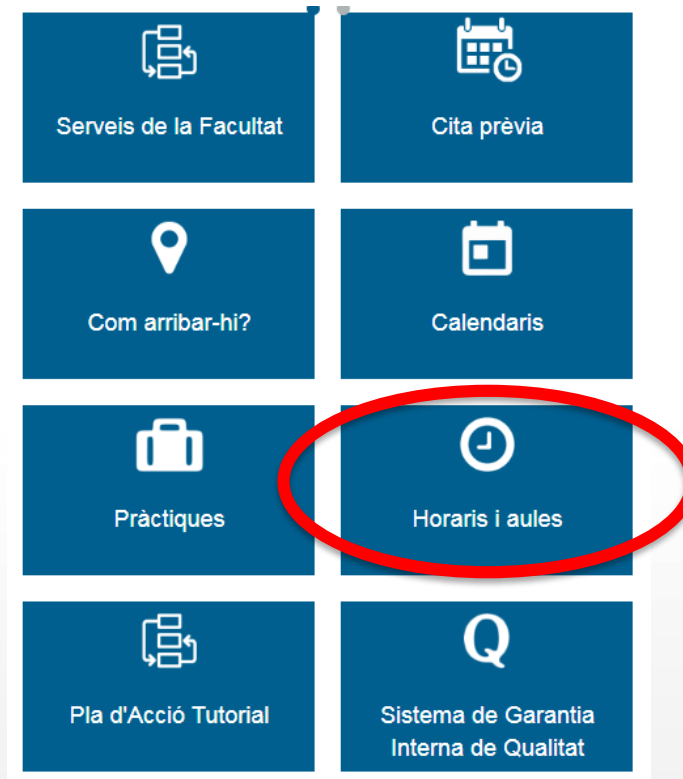 Serveis de la Facultat
Cita prèvia
Com arribar-hi?
Calendaris
Pràctiques
Horaris i aules
Pla d'Acció Tutorial
Sistema de Garantia
Interna de Qualitat